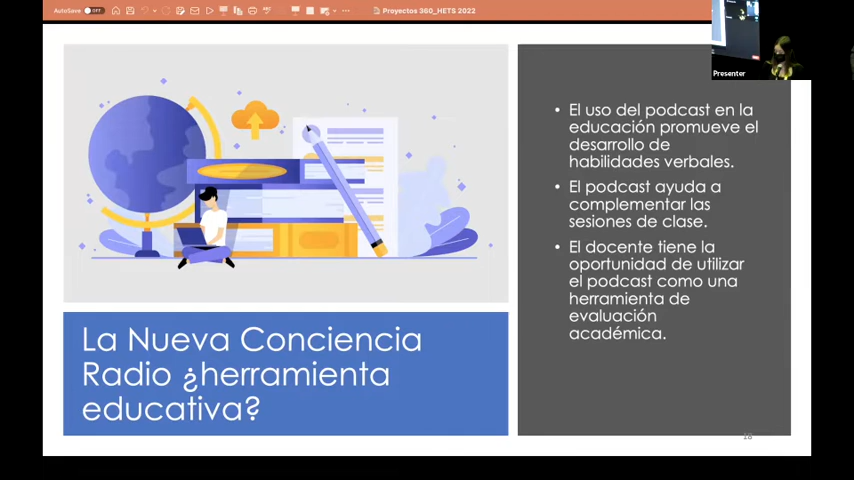 AutoSave OFF
Proyectos 360_HETS 2022
Presenter
La Nueva Conciencia
Radio ¿herramienta
educativa?
• El uso del podcast en la
educación promueve el
desarrollo de
habilidades verbales.
• El podcast ayuda a
complementar las
sesiones de clase.
• El docente tiene la
oportunidad de utilizar
el podcast como una
herramienta de
evaluación
académica.